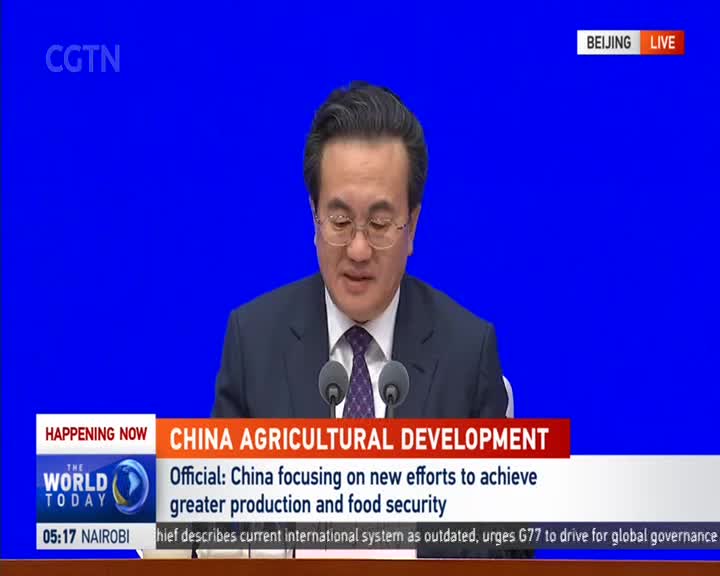 CGTN
BEIJING LIVE
HAPPENING NOW
CHINA AGRICULTURAL DEVELOPMENT
THE
WORLD
TODAY
Official: China focusing on new efforts to achieve
greater production and food security
05:17 NAIROBI
hief describes current international system as outdated, urges G77 to drive for global governance